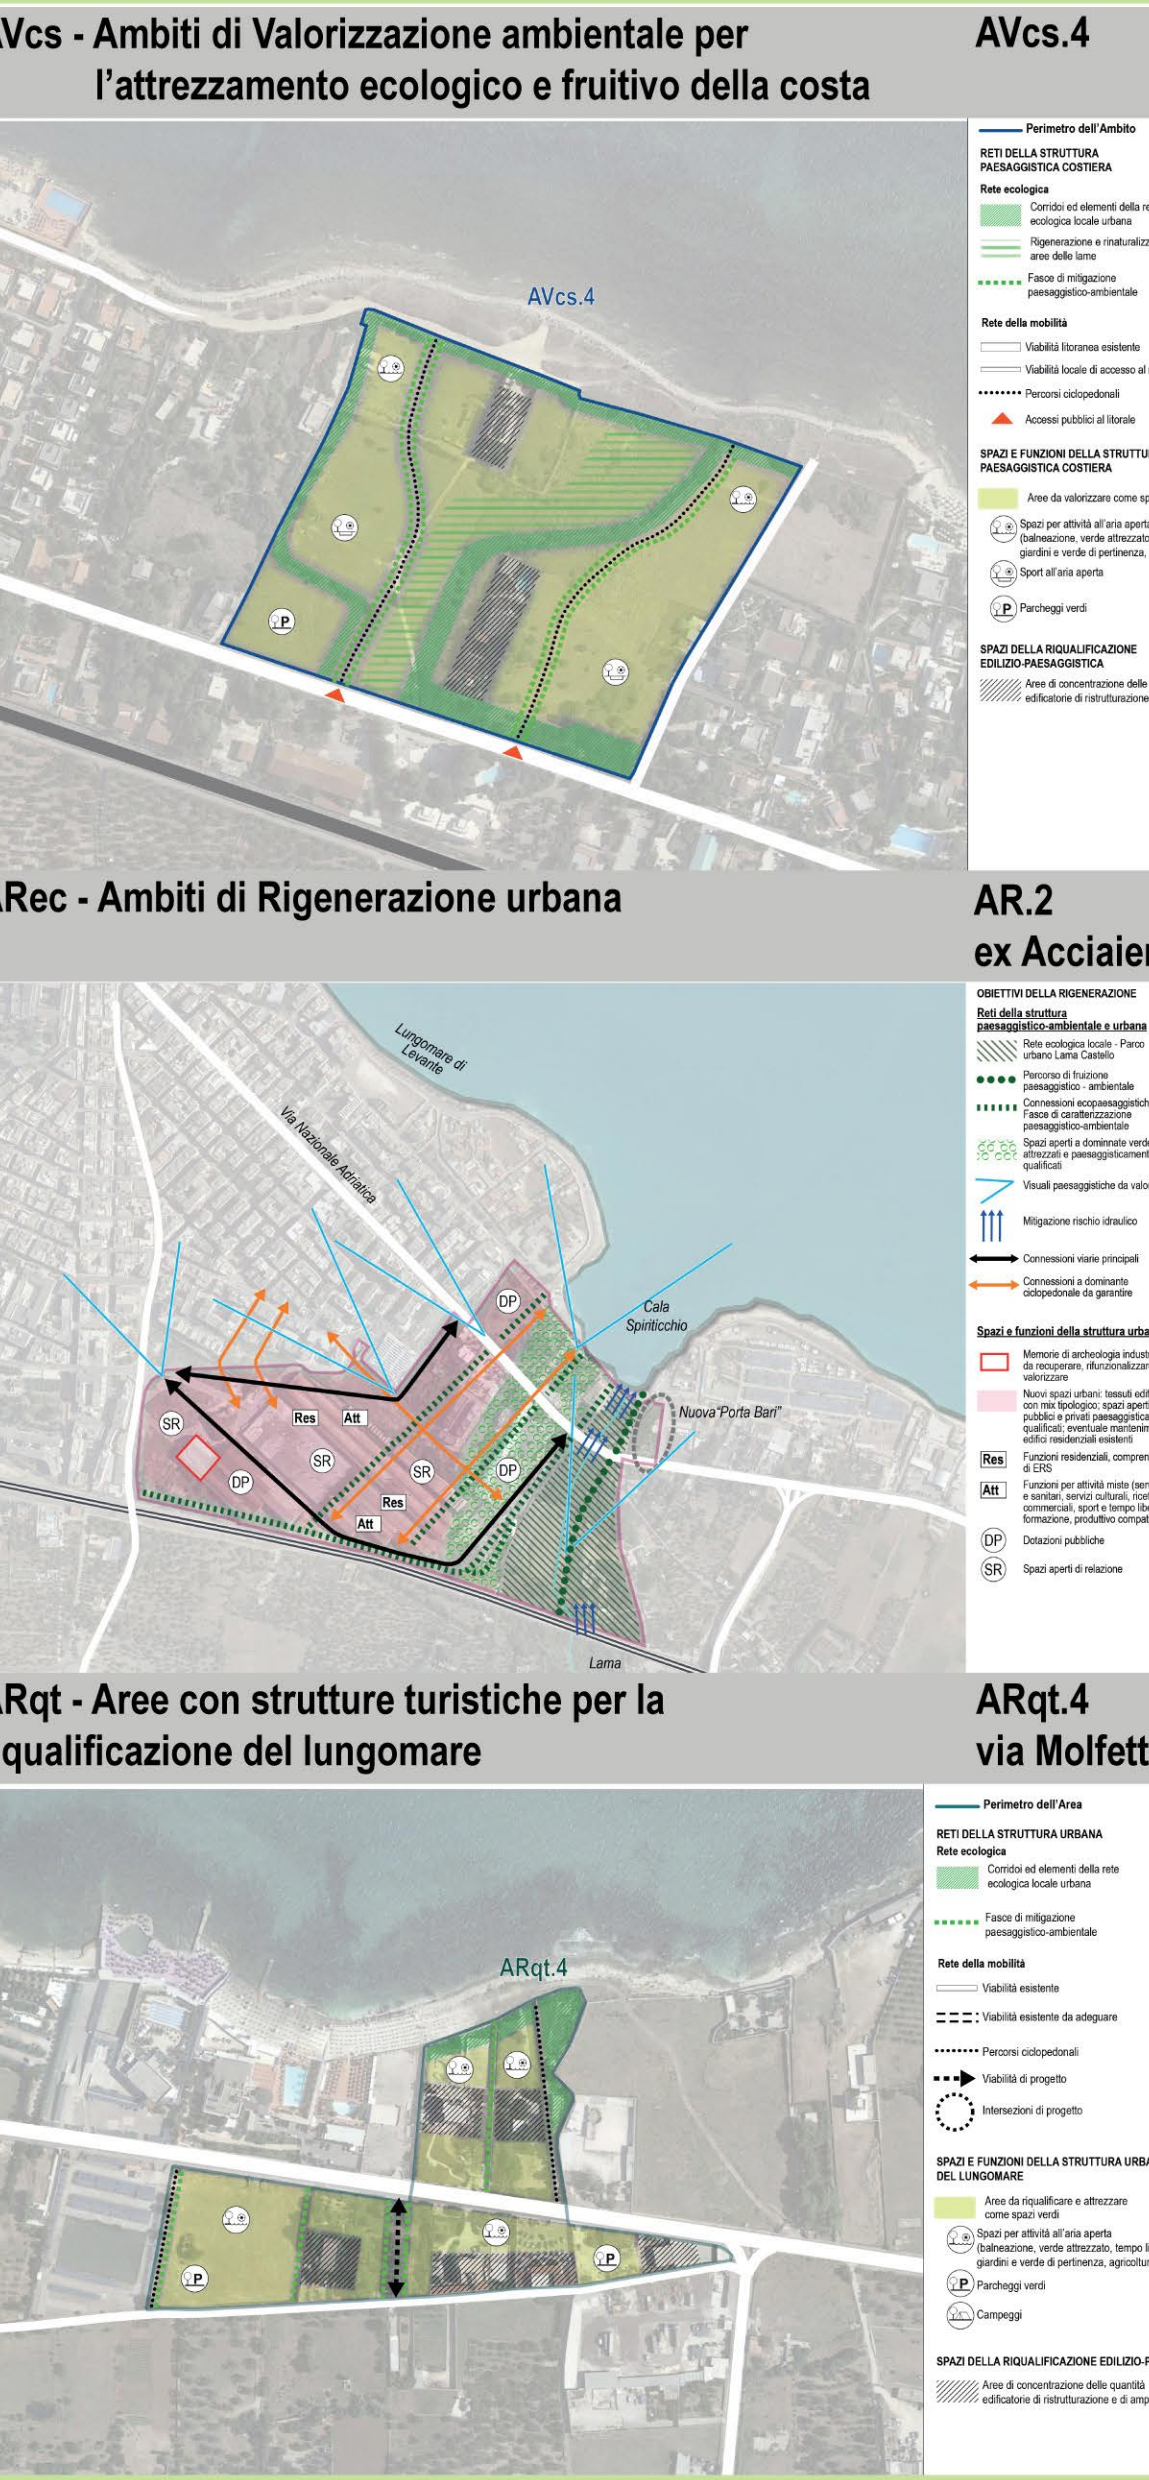 AVcs - Ambiti di Valorizzazione ambientale per
l'attrezzamento ecologico e fruitivo della costa
AVcs.4
AVcs.4
P
Perimetro dell'Ambito
RETI DELLA STRUTTURA
PAESAGGISTICA COSTIERA
Rete ecologica
Corridoi ed elementi della re
ecologica locale urbana
Rigenerazione e rinaturalizz
aree delle lame
Fasce di mitigazione
paesaggistico-ambientale
Rete della mobilità
Viabilità litoranea esistente
Viabilità locale di accesso al
Percorsi ciclopedonali
Accessi pubblici al litorale
SPAZI E FUNZIONI DELLA STRUTTU
PAESAGGISTICA COSTIERA
Aree da valorizzare come sp
Spazi per attività all'aria aperta
(balneazione, verde attrezzato
giardini e verde di pertinenza,
Sport all'aria aperta
P Parcheggi verdi
SPAZI DELLA RIQUALIFICAZIONE
EDILIZIO-PAESAGGISTICA
Aree di concentrazione delle
edificatorie di ristrutturazione
ARec - Ambiti di Rigenerazione urbana
AR.2
ex Acciaier
Lungomare di
Levante
Via Nazionale Adriatica
DP
Cala
Spiriticchio
Nuova "Porta Bari"
SR
Res
Att
SR
SR
DP
DP
Res
Att
Lama
OBIETTIVI DELLA RIGENERAZIONE
Reti della struttura
paesaggistico-ambientale e urbana
Rete ecologica locale - Parco
urbano Lama Castello
Percorso di fruizione
paesaggistico - ambientale
Connessioni ecopaesaggistich
Fasce di caratterizzazione
paesaggistico-ambientale
Spazi aperti a dominnate verde
attrezzati e paesaggisticament
qualificati
Visuali paesaggistiche da valo
Mitigazione rischio idraulico
Connessioni viarie principali
Connessioni a dominante
ciclopedonale da garantire
Spazi e funzioni della struttura urba
Memorie di archeologia industr
da recuperare, rifunzionalizzar
valorizzare
Nuovi spazi urbani: tessuti edif
con mix tipologico; spazi aperti
pubblici e privati paesaggistica
qualificati; eventuale mantenim
edifici residenziali esistenti
Res Funzioni residenziali, compren
di ERS
Att Funzioni per attività miste (ser
e sanitari, servizi culturali, ricet
commerciali, sport e tempo libe
formazione, produttivo compat
DP Dotazioni pubbliche
SR Spazi aperti di relazione
ARqt - Aree con strutture turistiche per la
qualificazione del lungomare
ARqt.4
via Molfett
ARqt.4
P
P
Perimetro dell'Area
RETI DELLA STRUTTURA URBANA
Rete ecologica
Corridoi ed elementi della rete
ecologica locale urbana
Fasce di mitigazione
paesaggistico-ambientale
Rete della mobilità
Viabilità esistente
Viabilità esistente da adeguare
Percorsi ciclopedonali
Viabilità di progetto
Intersezioni di progetto
SPAZI E FUNZIONI DELLA STRUTTURA URBA
DEL LUNGOMARE
Aree da riqualificare e attrezzare
come spazi verdi
Spazi per attività all'aria aperta
(balneazione, verde attrezzato, tempo li
giardini e verde di pertinenza, agricoltur
P Parcheggi verdi
Campeggi
SPAZI DELLA RIQUALIFICAZIONE EDILIZIO-P
Aree di concentrazione delle quantità
edificatorie di ristrutturazione e di amp